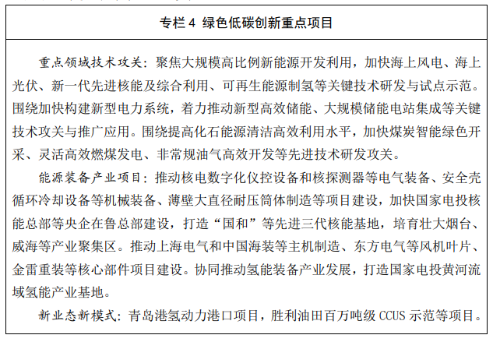 专栏 4 绿色低碳创新重点项目
重点领域技术攻关：聚焦大规模高比例新能源开发利用，加快海上风电、海上
光伏、新一代先进核能及综合利用、可再生能源制氢等关键技术研发与试点示范。
围绕加快构建新型电力系统，着力推动新型高效储能、大规模储能电站集成等关键
技术攻关与推广应用。围绕提高化石能源清洁高效利用水平，加快煤炭智能绿色开
采、灵活高效燃煤发电、非常规油气高效开发等先进技术研发攻关。
能源装备产业项目：推动核电数字化仪控设备和核探测器等电气装备、安全壳
循环冷却设备等机械装备、薄壁大直径耐压筒体制造等项目建设，加快国家电投核
能总部等央企在鲁总部建设，打造“国和”等先进三代核能基地，培育壮大烟台、
威海等产业聚集区。推动上海电气和中国海装等主机制造、东方电气等风机叶片、
金雷重装等核心部件项目建设。协同推动氢能装备产业发展，打造国家电投黄河流
域氢能产业基地。
新业态新模式：青岛港氢动力港口项目，胜利油田百万吨级 CCUS 示范等项目。